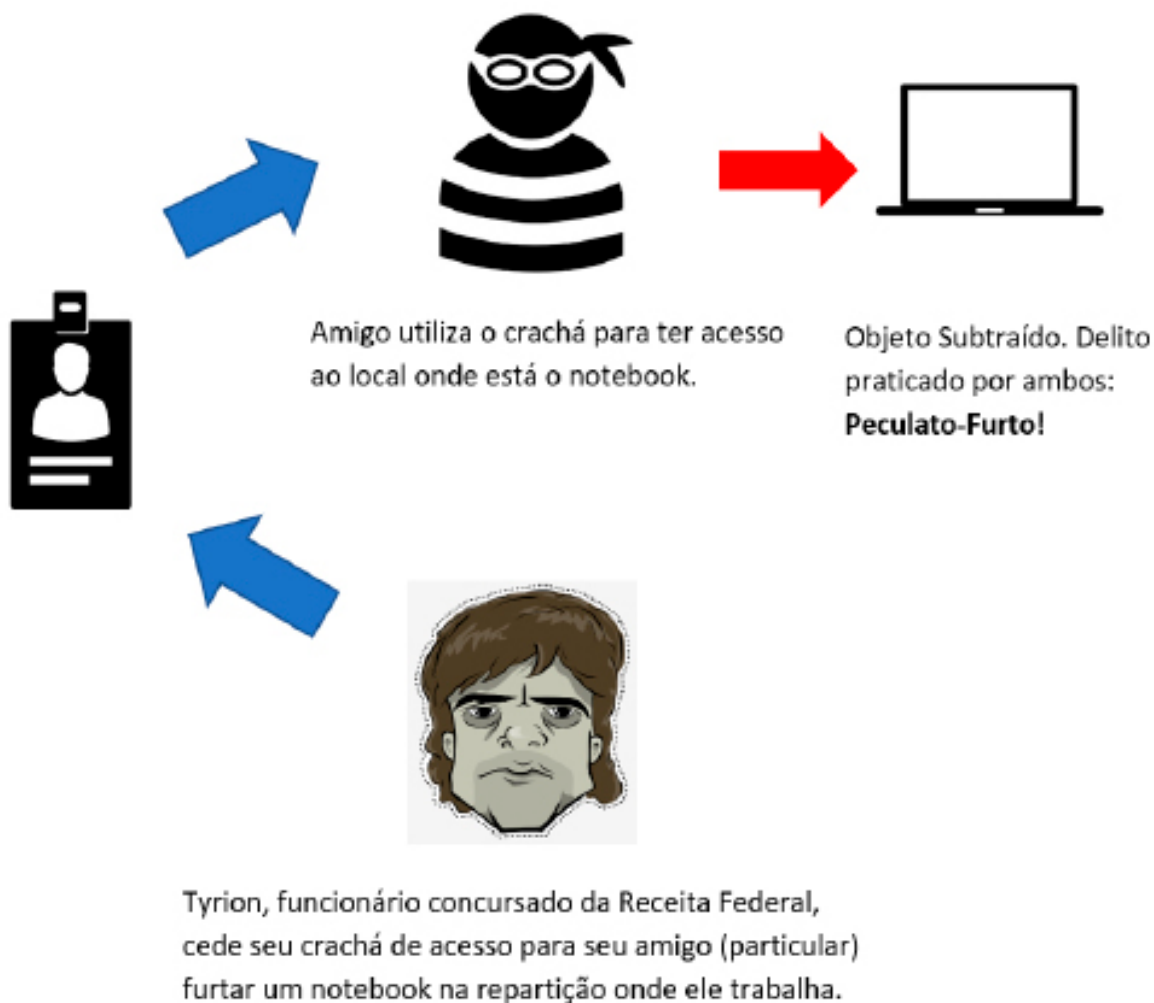 Amigo utiliza o crachá para ter acesso
ao local onde está o notebook.
Objeto Subtraído. Delito
praticado por ambos:
Peculato-Furto!
Tyrion, funcionário concursado da Receita Federal,
cede seu crachá de acesso para seu amigo (particular)
furtar um notebook na repartição onde ele trabalha.